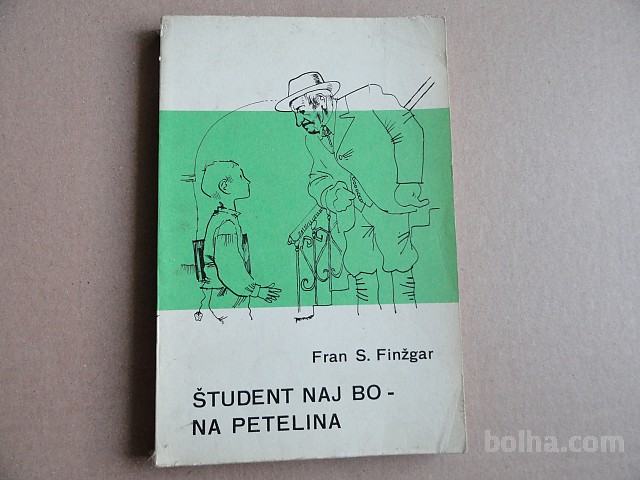 Fran S. Finžgar
ŠTUDENT NAJ BO -
NA PETELINA
bolha.com